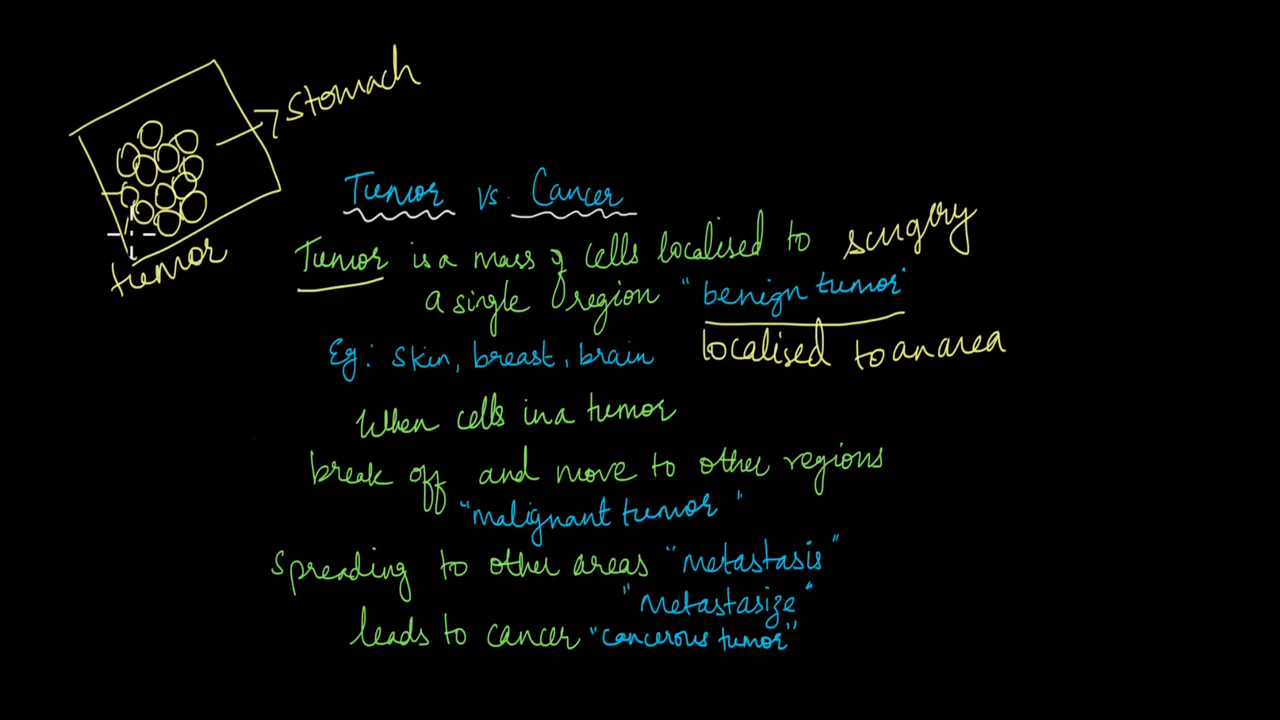 stomach
tumor
Tumor vs. Cancer
Tumor is a mass of cells localised to surgery
a single region "benign tumor"
Eg: skin, breast, brain localised to an area
When cells in a tumor
break off and move to other regions
"malignant tumor"
Spreading to other areas "metastasis"
"Metastasize"
leads to cancer "cancerous tumor"